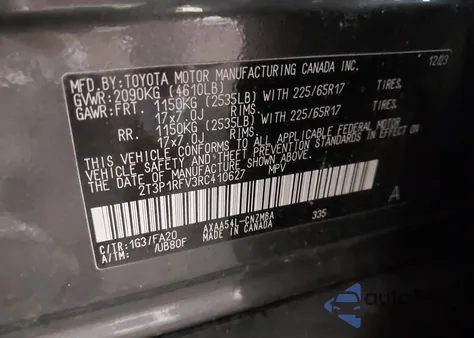 MFD. BY:TOYOTA MOTOR MANUFACTURING CANADA INC. 12/23
GVWR:2090KG (4610LB)
GAWR:FRT. 1150KG (2535LB) WITH 225/65R17 TIRES.
17x7.0J RIMS.
RR. 1150KG (2535LB) WITH 225/65R17 TIRES.
17x7.0J RIMS.
THIS VEHICLE CONFORMS TO ALL APPLICABLE FEDERAL MOTOR
VEHICLE SAFETY AND THEFT PREVENTION STANDARDS IN EFFECT
ON THE DATE OF MANUFACTURE SHOWN ABOVE.
2T3P1RFV3RC410627 MPV A
C/TR:1G3/FA20 AXAA54L-CNZMBA 335
A/TM: /UB80F MADE IN CANADA